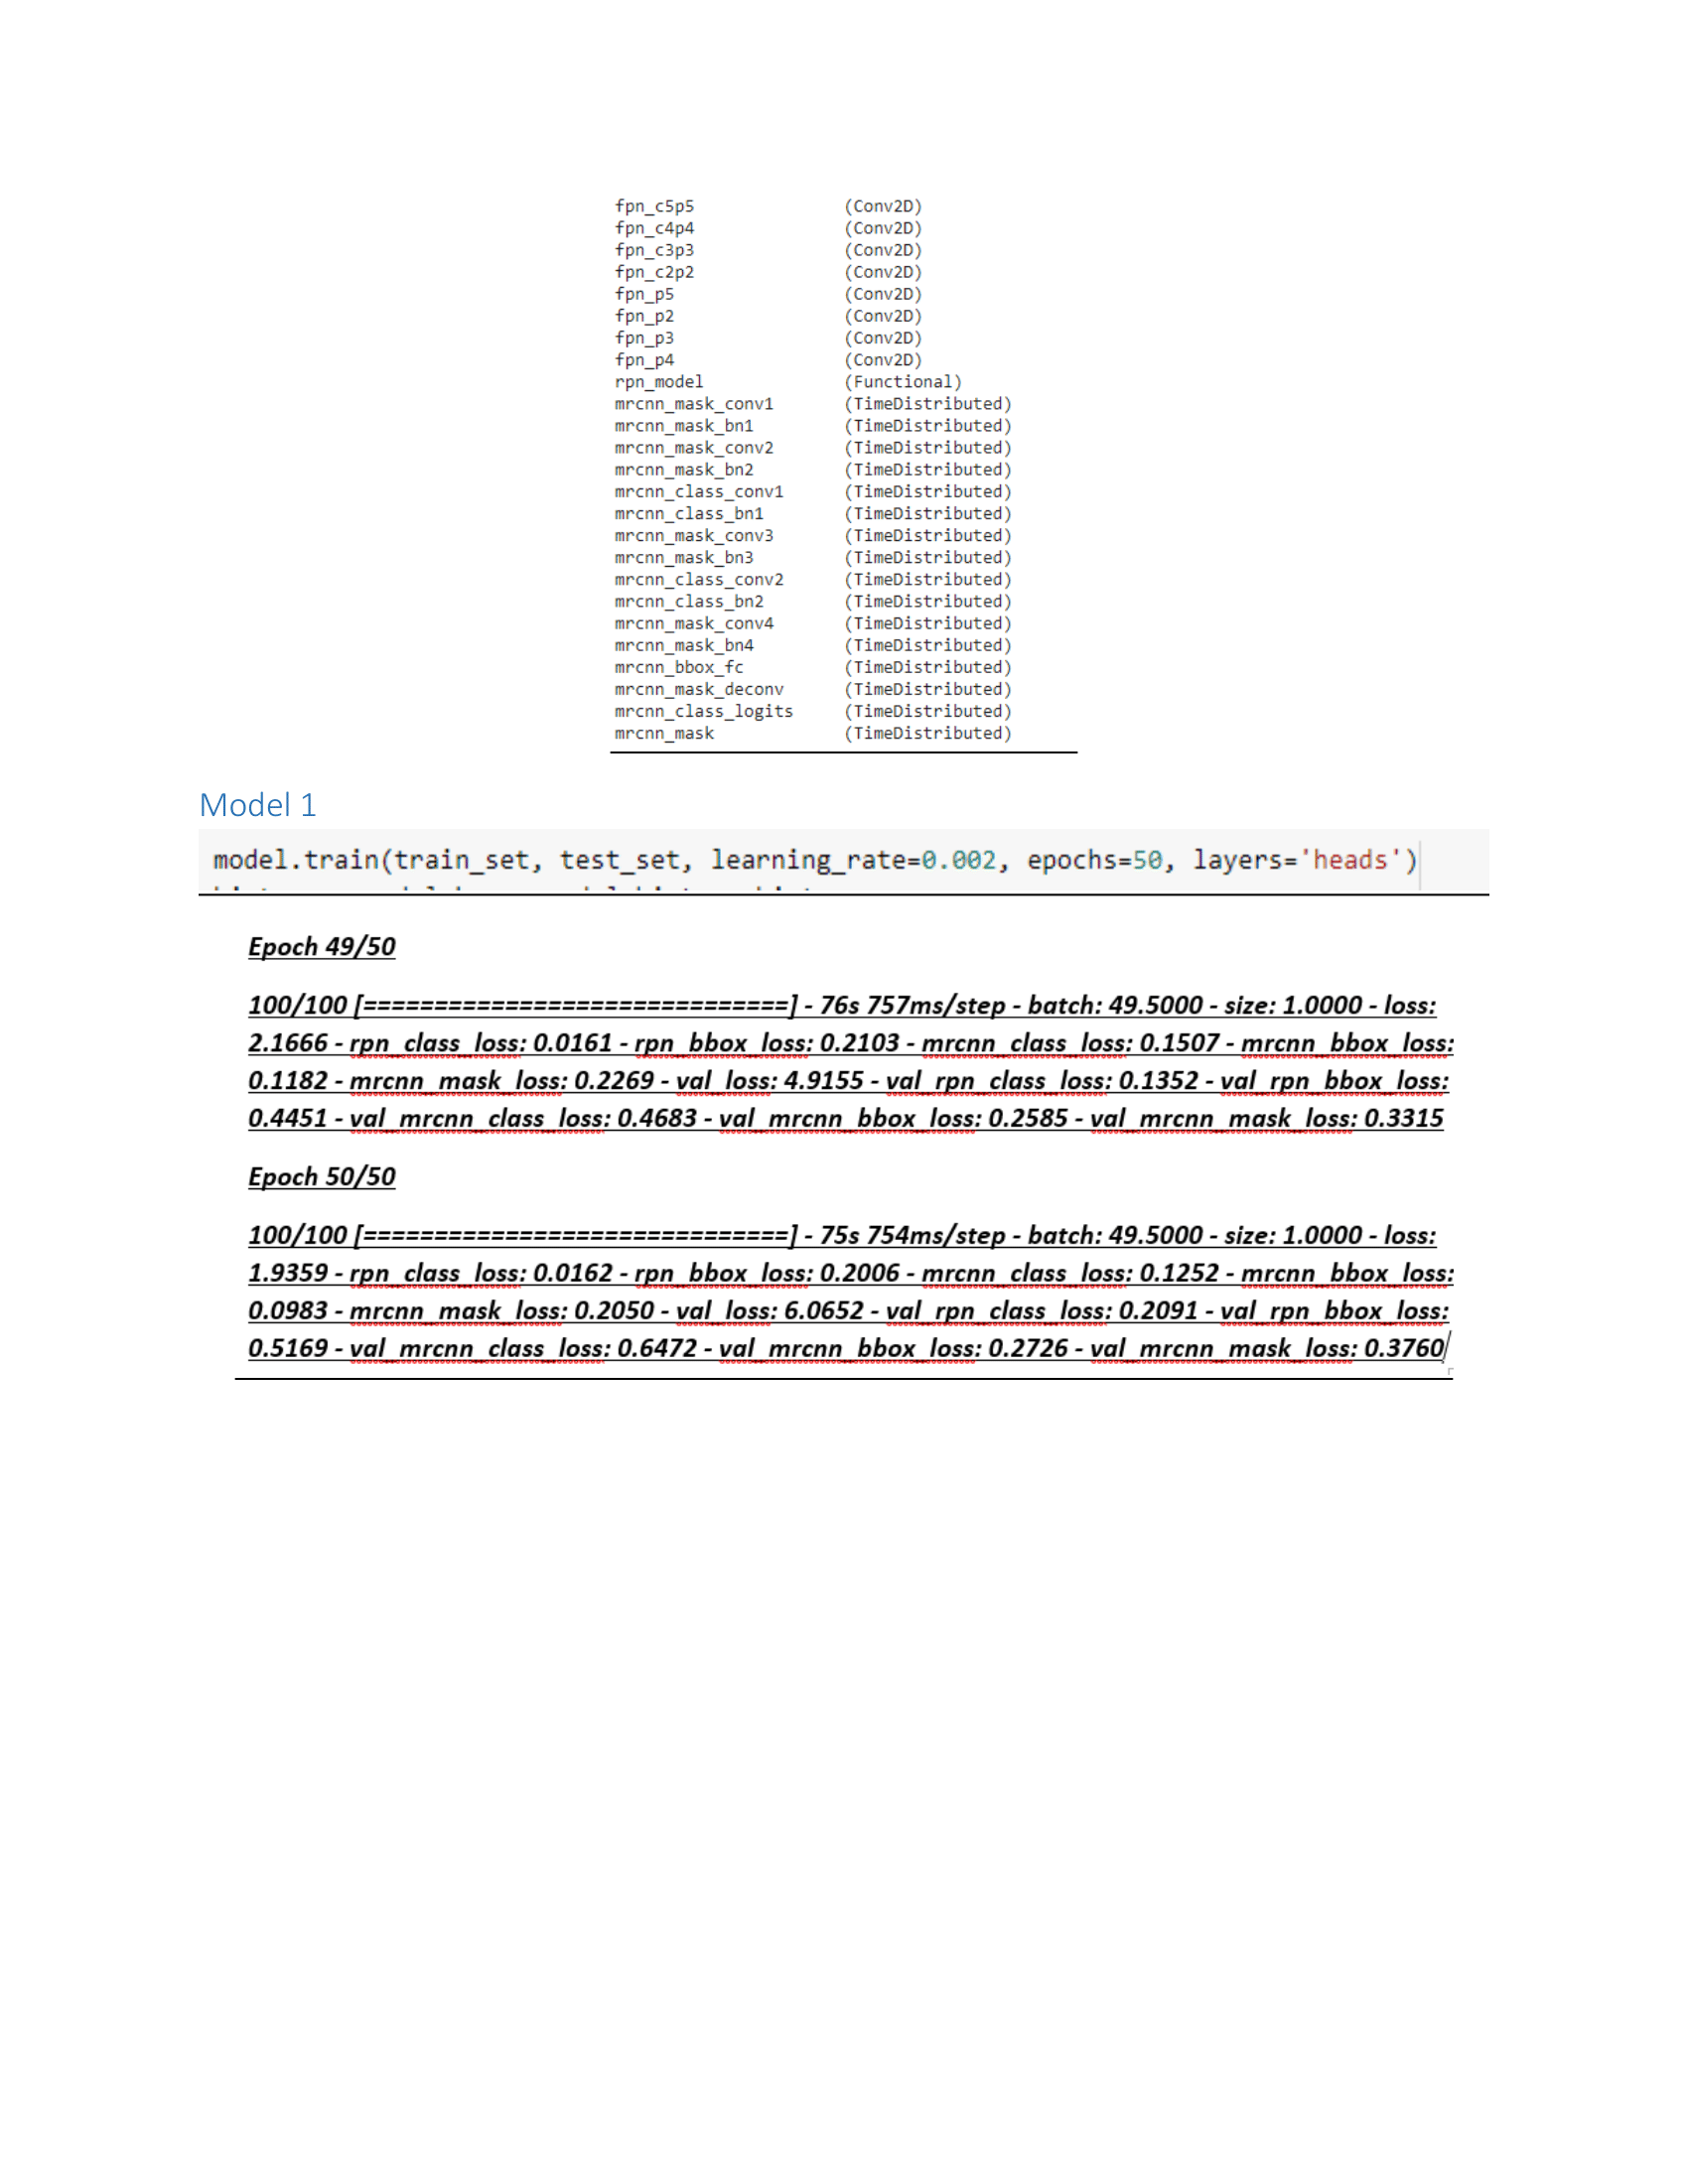 fpn_c5p5 (Conv2D)
fpn_c4p4 (Conv2D)
fpn_c3p3 (Conv2D)
fpn_c2p2 (Conv2D)
fpn_p5 (Conv2D)
fpn_p2 (Conv2D)
fpn_p3 (Conv2D)
fpn_p4 (Conv2D)
rpn_model (Functional)
mrcnn_mask_conv1 (TimeDistributed)
mrcnn_mask_bn1 (TimeDistributed)
mrcnn_mask_conv2 (TimeDistributed)
mrcnn_mask_bn2 (TimeDistributed)
mrcnn_class_conv1 (TimeDistributed)
mrcnn_class_bn1 (TimeDistributed)
mrcnn_mask_conv3 (TimeDistributed)
mrcnn_mask_bn3 (TimeDistributed)
mrcnn_class_conv2 (TimeDistributed)
mrcnn_class_bn2 (TimeDistributed)
mrcnn_mask_conv4 (TimeDistributed)
mrcnn_mask_bn4 (TimeDistributed)
mrcnn_bbox_fc (TimeDistributed)
mrcnn_mask_deconv (TimeDistributed)
mrcnn_class_logits (TimeDistributed)
mrcnn_mask (TimeDistributed)
Model 1
model.train(train_set, test_set, learning_rate=0.002, epochs=50, layers='heads')
Epoch 49/50
100/100 [==============================] - 76s 757ms/step - batch: 49.5000 - size: 1.0000 - loss:
2.1666 - rpn_class_loss: 0.0161 - rpn_bbox_loss: 0.2103 - mrcnn_class_loss: 0.1507 - mrcnn_bbox_loss:
0.1182 - mrcnn_mask_loss: 0.2269 - val_loss: 4.9155 - val_rpn_class_loss: 0.1352 - val_rpn_bbox_loss:
0.4451 - val_mrcnn_class_loss: 0.4683 - val_mrcnn_bbox_loss: 0.2585 - val_mrcnn_mask_loss: 0.3315
Epoch 50/50
100/100 [==============================] - 75s 754ms/step - batch: 49.5000 - size: 1.0000 - loss:
1.9359 - rpn_class_loss: 0.0162 - rpn_bbox_loss: 0.2006 - mrcnn_class_loss: 0.1252 - mrcnn_bbox_loss:
0.0983 - mrcnn_mask_loss: 0.2050 - val_loss: 6.0652 - val_rpn_class_loss: 0.2091 - val_rpn_bbox_loss:
0.5169 - val_mrcnn_class_loss: 0.6472 - val_mrcnn_bbox_loss: 0.2726 - val_mrcnn_mask_loss: 0.3760